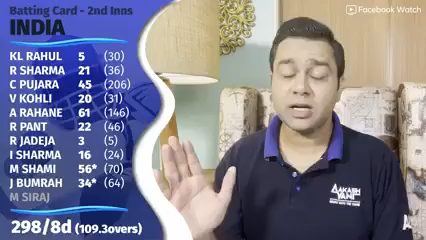 Batting Card - 2nd Inns
INDIA
KL RAHUL 5 (30)
R SHARMA 21 (36)
C PUJARA 45 (206)
V KOHLI 20 (31)
A RAHANE 61 (146)
R PANT 22 (46)
R JADEJA 3 (5)
I SHARMA 16 (24)
M SHAMI 56* (70)
J BUMRAH 34* (64)
M SIRAJ
298/8d (109.3overs)
Facebook Watch
AAKASH
VANI